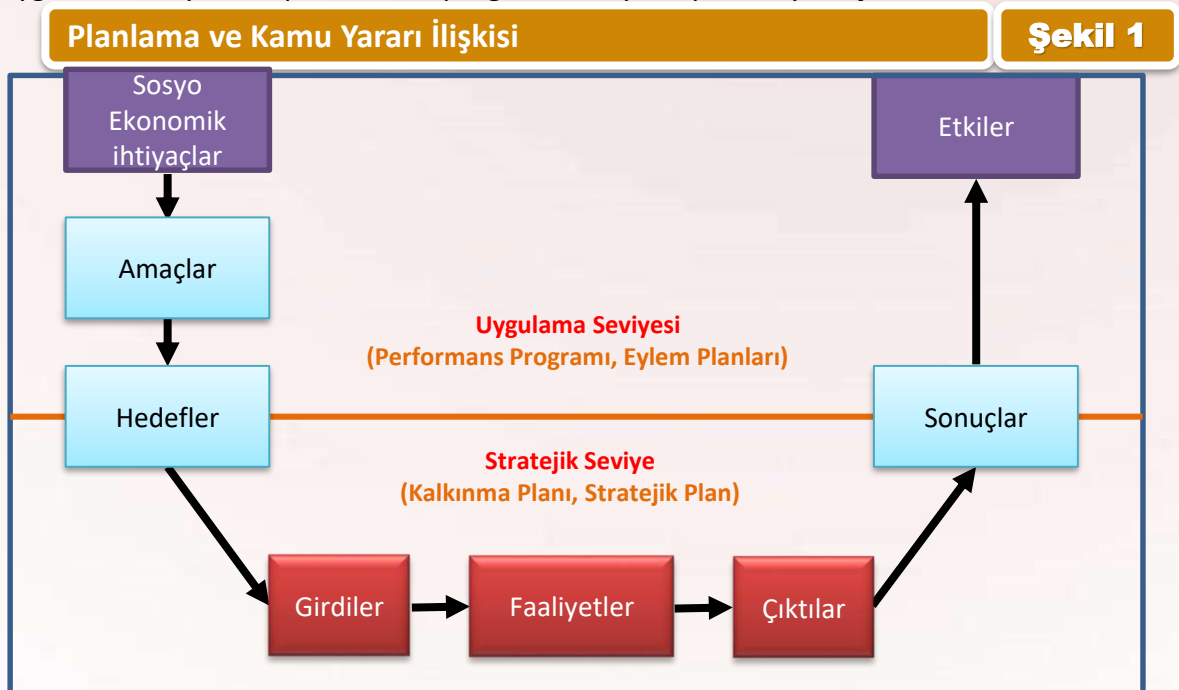 Planlama ve Kamu Yararı İlişkisi
Şekil 1
Sosyo
Ekonomik
ihtiyaçlar
Etkiler
Amaçlar
Uygulama Seviyesi
(Performans Programı, Eylem Planları)
Hedefler
Sonuçlar
Stratejik Seviye
(Kalkınma Planı, Stratejik Plan)
Girdiler
Faaliyetler
Çıktılar